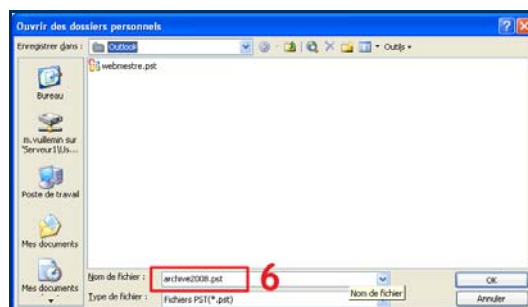 Ouvrir des dossiers personnels
Enregistrer dans :
Outlook
Outils
webmestre.pst
Bureau
m.vuillemin sur
'Serveur1\Us...
Poste de travail
Mes documents
Mes documents
Nom de fichier :
archive2008.pst
6
OK
Type de fichier :
Fichiers PST(*.pst)
Nom de fichier
Annuler